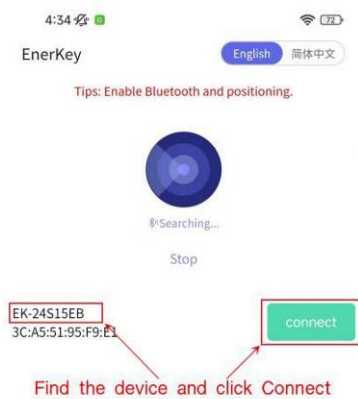 4:34
72
EnerKey
English 简体中文
Tips: Enable Bluetooth and positioning.
Searching...
Stop
EK-24S15EB
3C:A5:51:95:F9:E1
connect
Find the device and click Connect